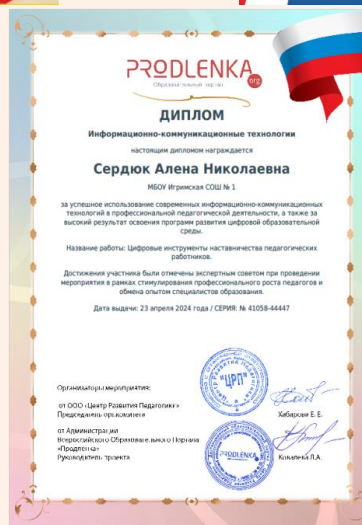 PRODLENKA
.org
Образовательный портал
ДИПЛОМ
Информационно-коммуникационные технологии
настоящим дипломом награждается
Сердюк Алена Николаевна
МБОУ Игримская СОШ № 1
за успешное использование современных информационно-коммуникационных
технологий в профессиональной педагогической деятельности, а также за
высокий результат освоения программ развития цифровой образовательной
среды.
Название работы: Цифровые инструменты наставничества педагогических
работников.
Достижения участника были отмечены экспертным советом при проведении
мероприятия в рамках стимулирования профессионального роста педагогов и
обмена опытом специалистов образования.
Дата выдачи: 23 апреля 2024 года / СЕРИЯ: № 41058-44447
Организаторы мероприятия:
от ООО «Центр Развития Педагогики»
Председатель оргкомитета
Хабарова Е. Е.
"ЦРП"
от Администрации
Всероссийского Образовательного Портала
«Продленка»
Руководитель проекта
Ковалева Л.А.
PRODLENKA